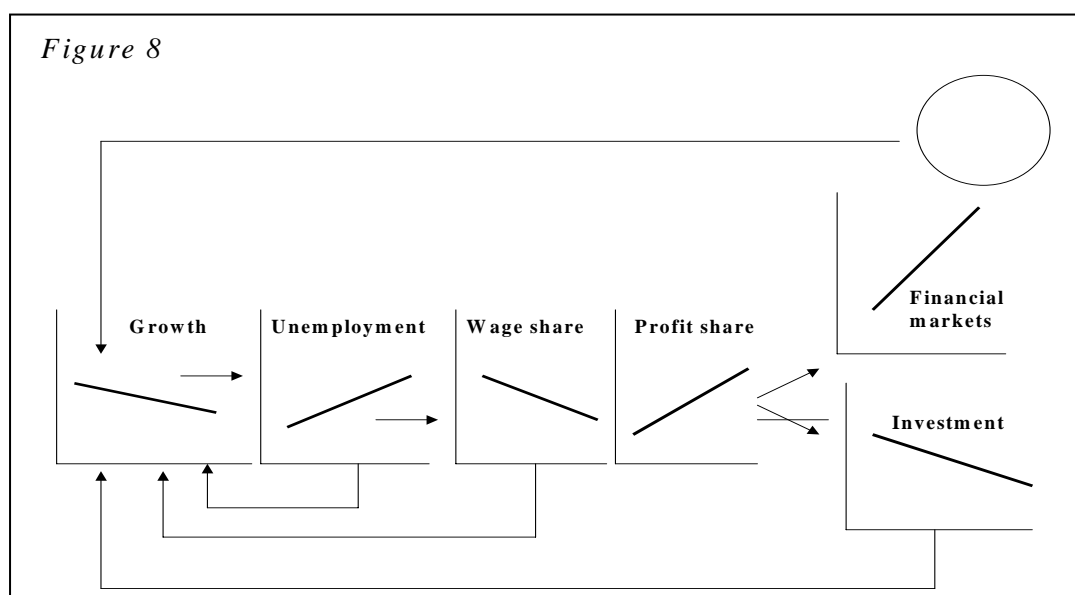 Figure 8
Growth
Unemployment
Wage share
Profit share
Financial
markets
Investment